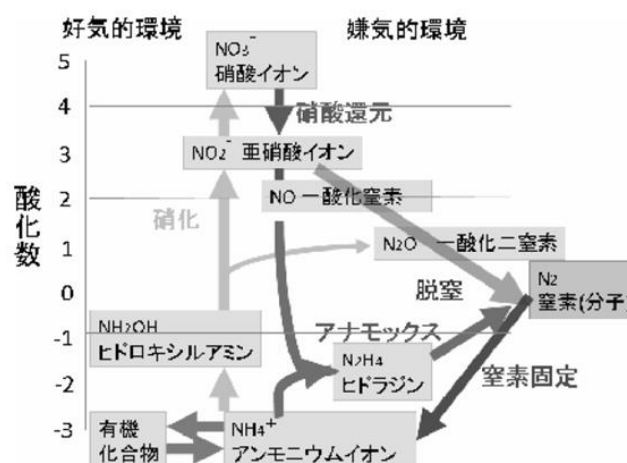 好気的環境
嫌気的環境
酸化数
5
4
3
2
1
0
-1
-2
-3
NO3-
硝酸イオン
硝酸還元
NO2- 亜硝酸イオン
NO 一酸化窒素
硝化
N2O 一酸化二窒素
脱窒
N2
窒素(分子)
NH2OH
ヒドロキシルアミン
アナモックス
N2H4
ヒドラジン
窒素固定
有機
化合物
NH4+
アンモニウムイオン